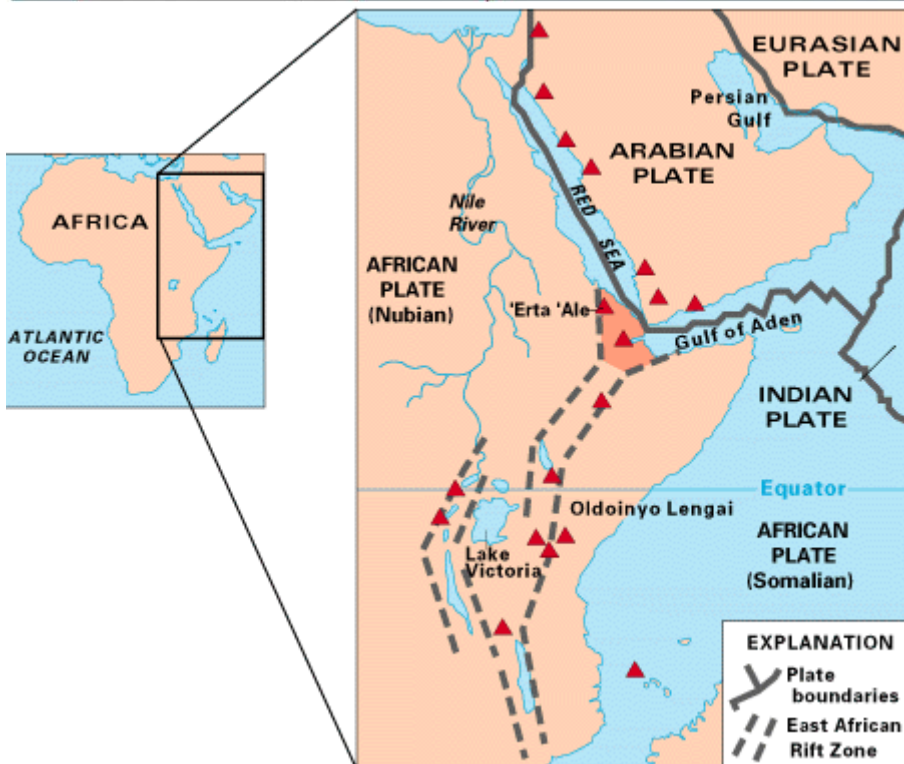 AFRICA
ATLANTIC
OCEAN
EURASIAN
PLATE
Persian
Gulf
ARABIAN
PLATE
RED
SEA
Nile
River
AFRICAN
PLATE
(Nubian)
'Erta 'Ale
Gulf of Aden
INDIAN
PLATE
Equator
Oldoinyo Lengai
Lake
Victoria
AFRICAN
PLATE
(Somalian)
EXPLANATION
Plate
boundaries
East African
Rift Zone